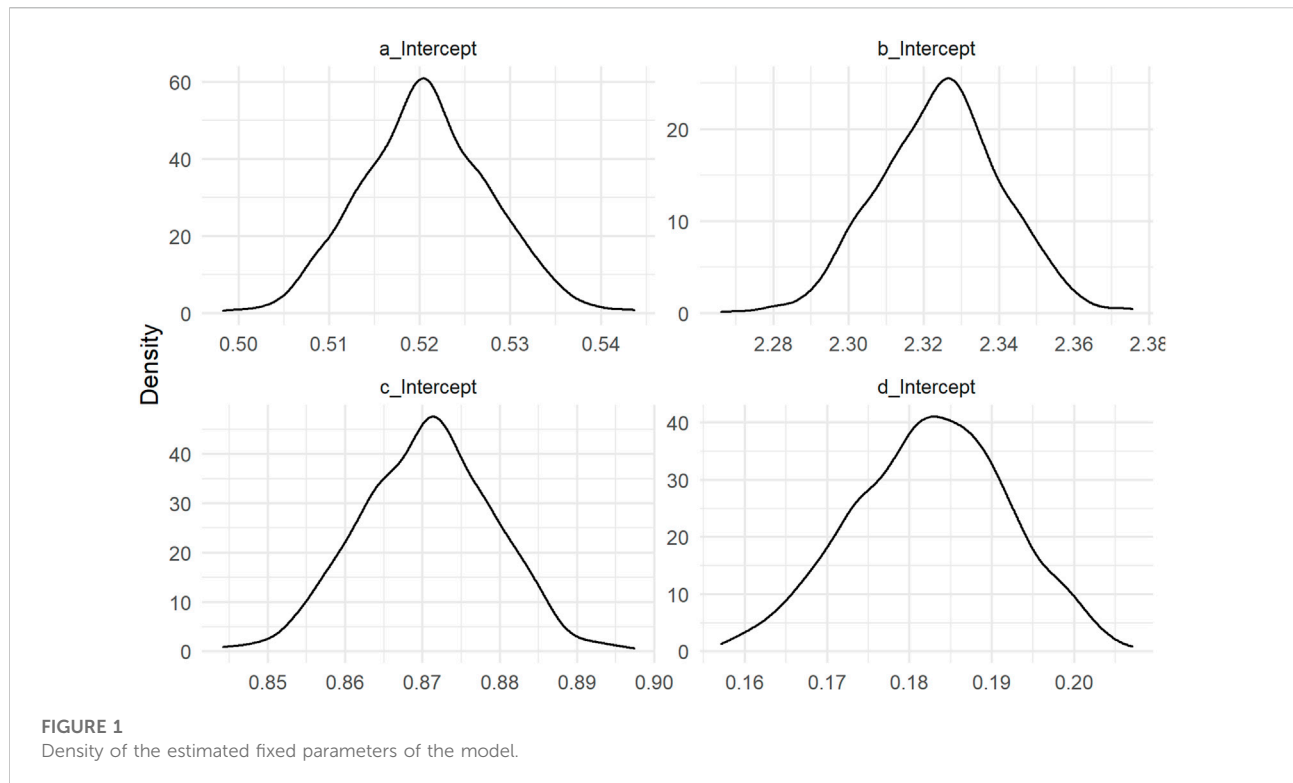 a_Intercept
b_Intercept
60
40
20
0
20
10
0
0.50 0.51 0.52 0.53 0.54
2.28 2.30 2.32 2.34 2.36 2.38
Density
c_Intercept
d_Intercept
40
30
20
10
0
40
30
20
10
0
0.85 0.86 0.87 0.88 0.89 0.90
0.16 0.17 0.18 0.19 0.20
FIGURE 1
Density of the estimated fixed parameters of the model.